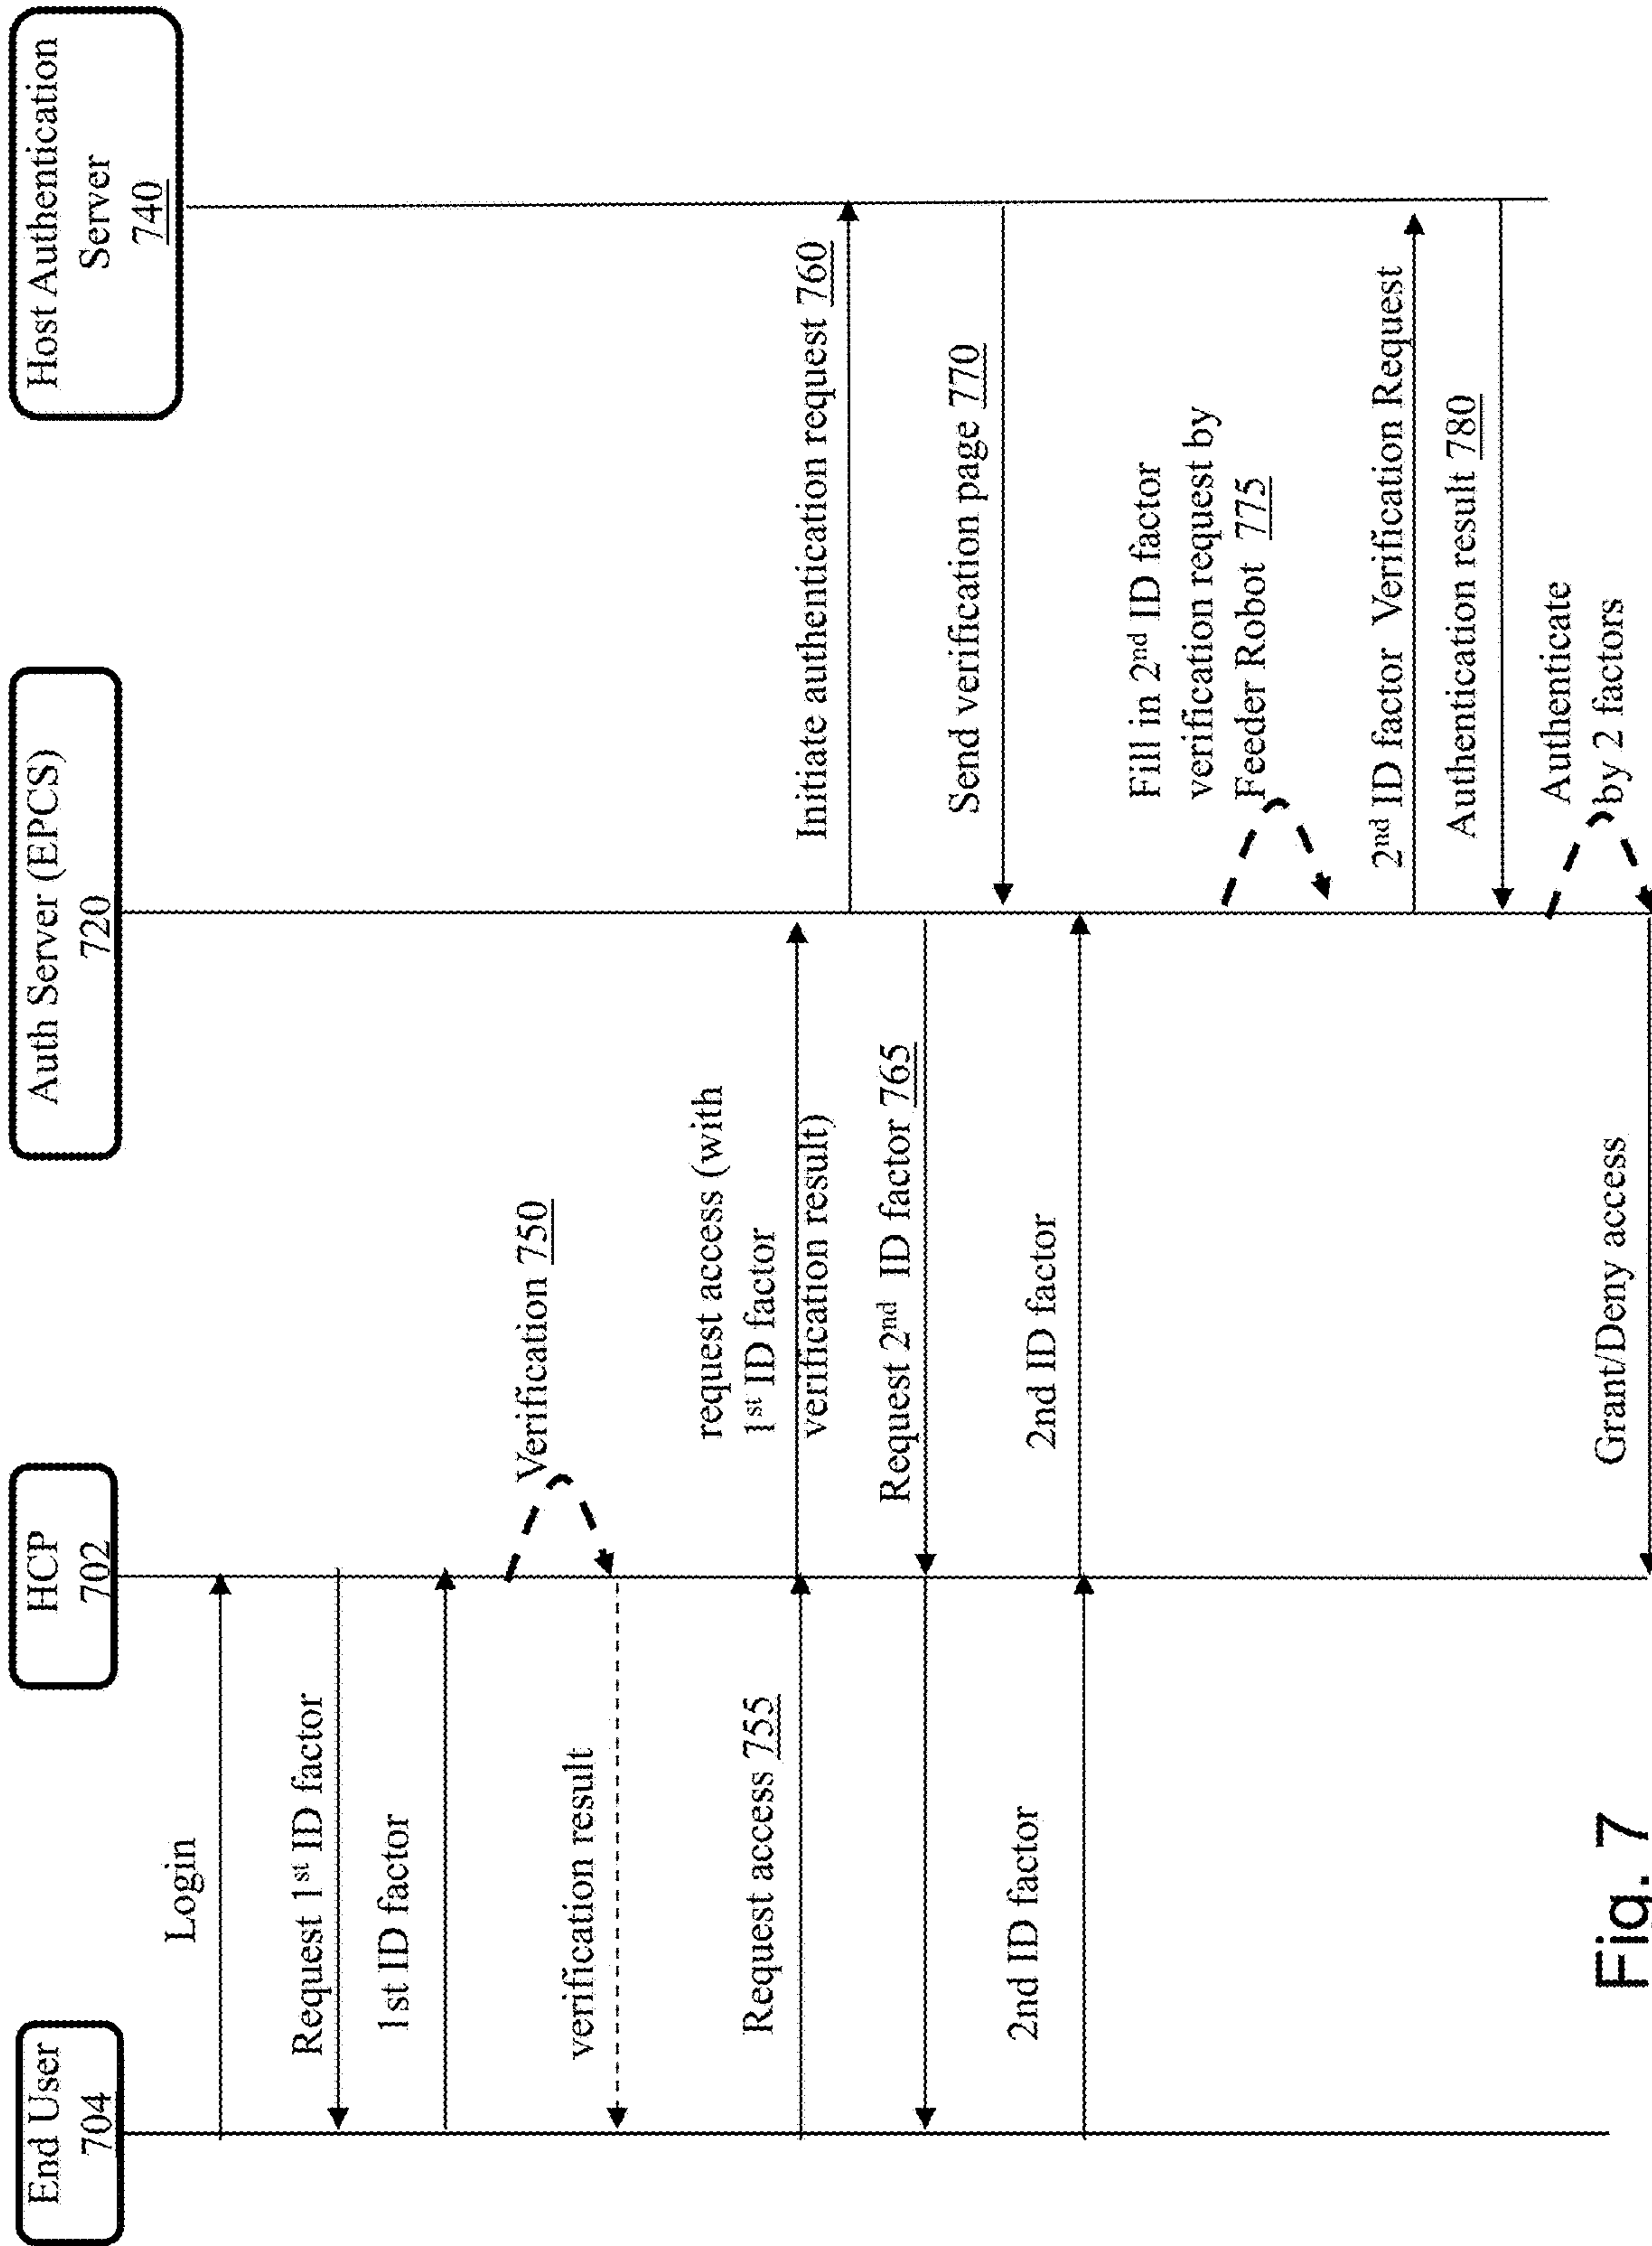 End User
704
HCP
702
Auth Server (EPCS)
720
Host Authentication
Server
740
Login
Request 1st ID factor
1st ID factor
Verification 750
verification result
Request access 755
request access (with
1st ID factor
verification result)
Initiate authentication request 760
Request 2nd ID factor 765
Send verification page 770
2nd ID factor
2nd ID factor
Fill in 2nd ID factor
verification request by
Feeder Robot 775
2nd ID factor Verification Request
Authentication result 780
Authenticate
by 2 factors
Grant/Deny access
Fig. 7